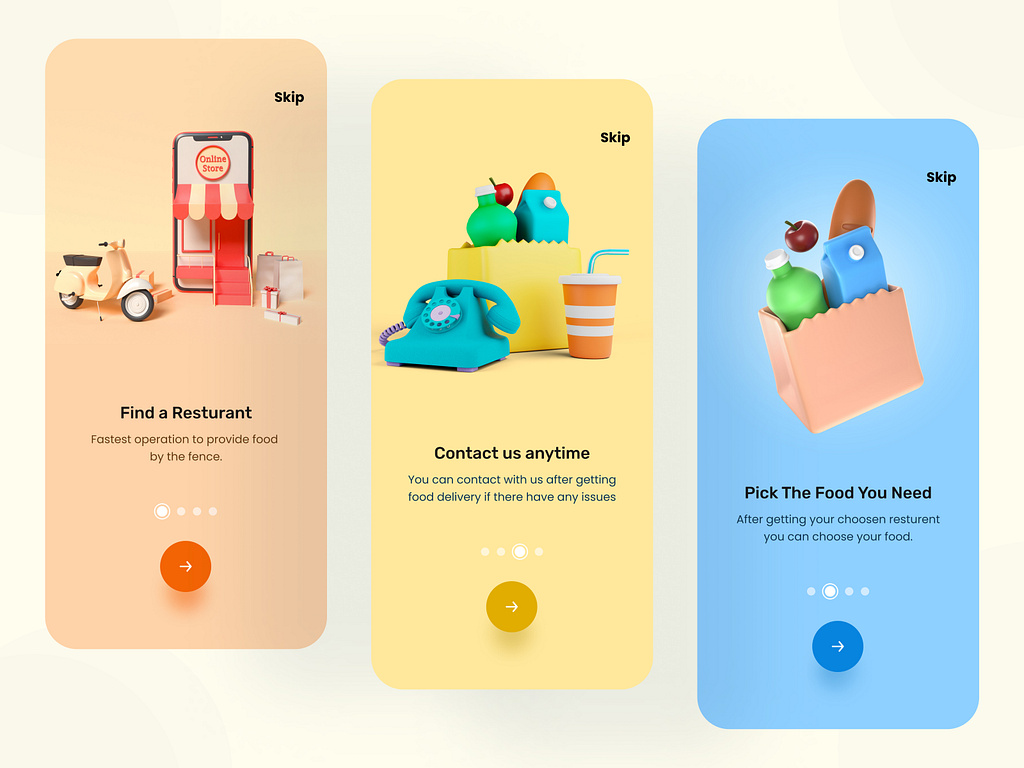 Skip
Online
Store
Find a Resturant
Fastest operation to provide food
by the fence.
Skip
Contact us anytime
You can contact with us after getting
food delivery if there have any issues
Skip
Pick The Food You Need
After getting your choosen resturent
you can choose your food.